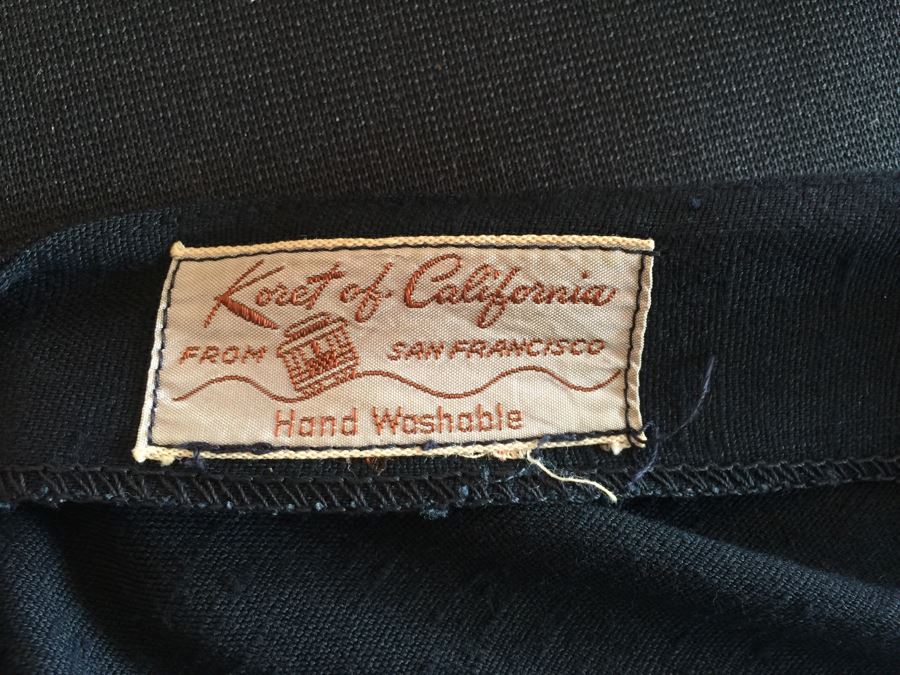 Koret of California
FROM SAN FRANCISCO
Hand Washable